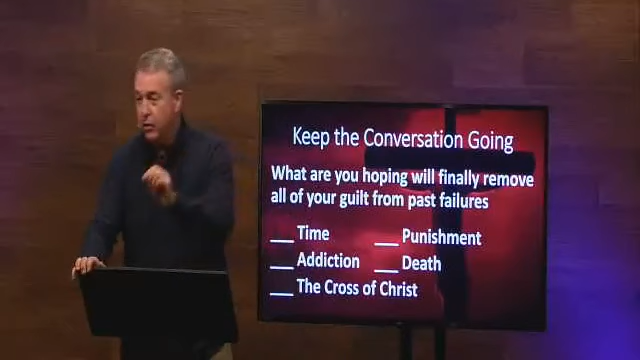 Keep the Conversation Going
What are you hoping will finally remove
all of your guilt from past failures
___ Time ___ Punishment
___ Addiction ___ Death
___ The Cross of Christ